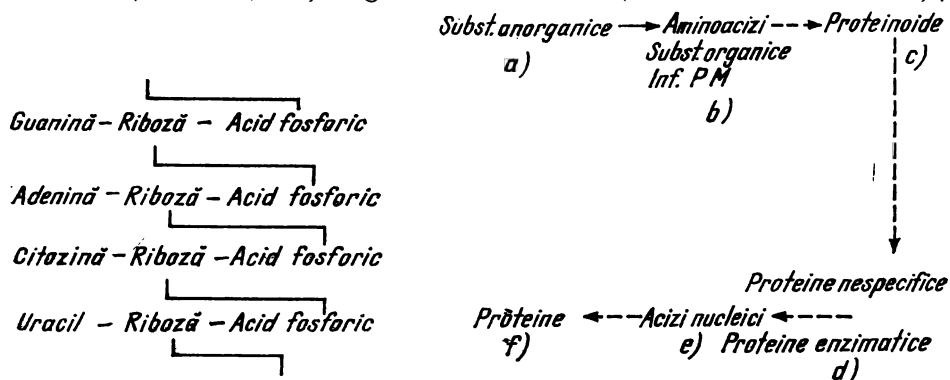 Guanină – Riboză – Acid fosforic
Adenină – Riboză – Acid fosforic
Citozină – Riboză – Acid fosforic
Uracil – Riboză – Acid fosforic
Subst. anorganice Aminoacizi Proteinoide
a) Subst organice c)
Inf. PM
b)
Proteine nespecifice
Proteine Acizi nucleici
f) e) Proteine enzimatice
d)